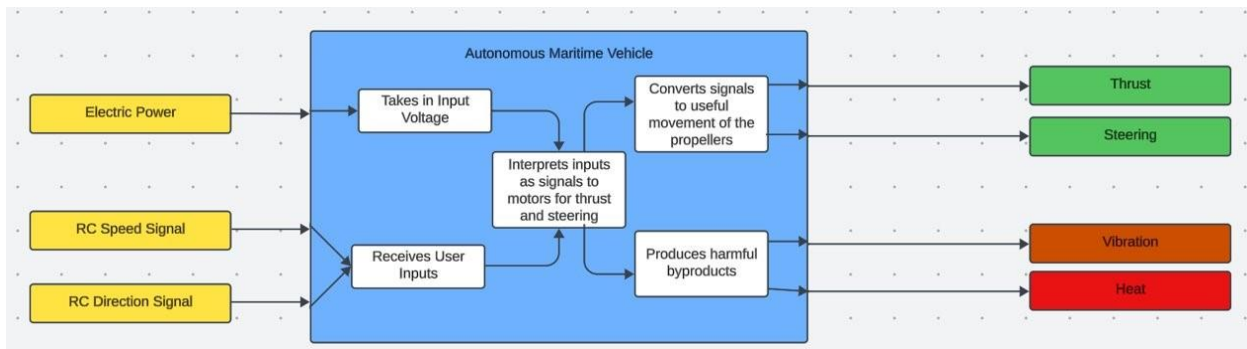 Autonomous Maritime Vehicle
Electric Power
RC Speed Signal
RC Direction Signal
Takes in Input
Voltage
Receives User
Inputs
Interprets inputs
as signals to
motors for thrust
and steering
Converts signals
to useful
movement of the
propellers
Produces harmful
byproducts
Thrust
Steering
Vibration
Heat